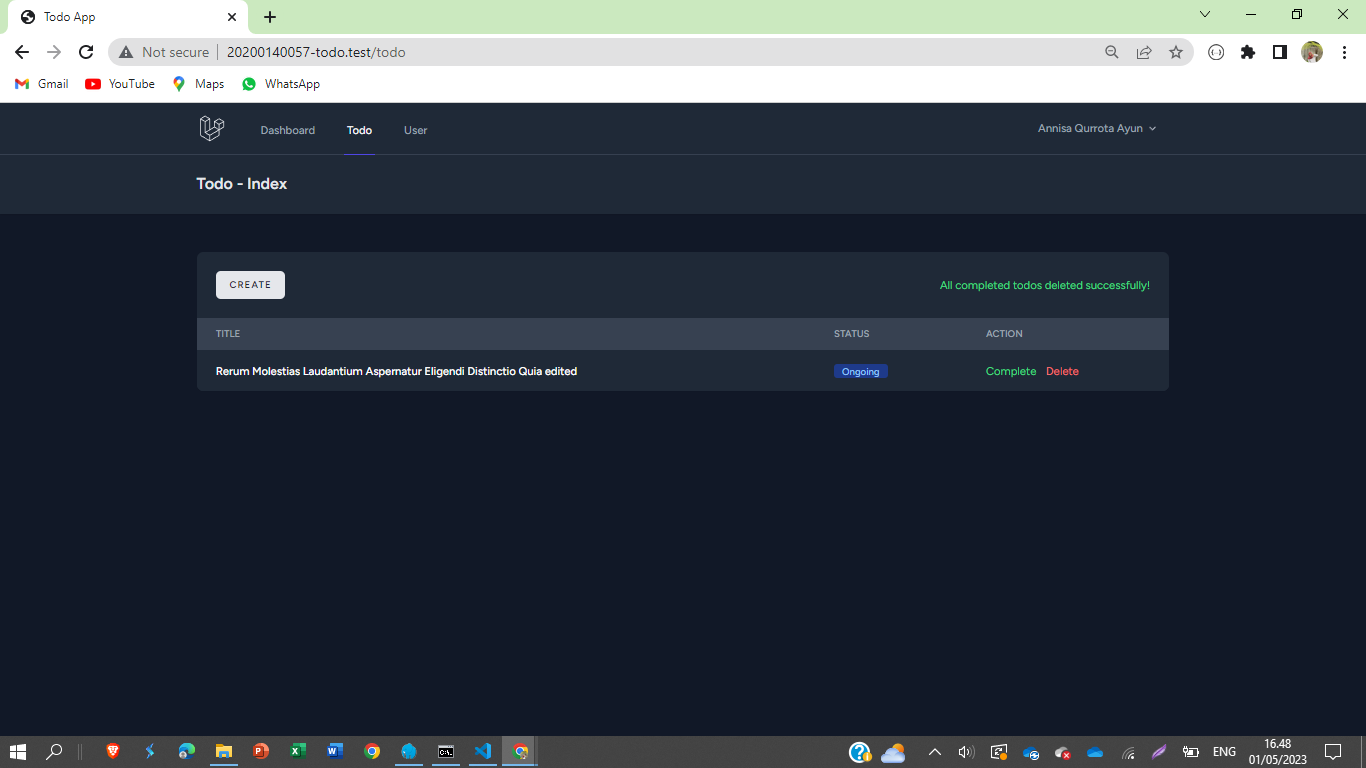 Todo App
Not secure 20200140057-todo.test/todo
Gmail YouTube Maps WhatsApp
Dashboard Todo User Annisa Qurrota Ayun
Todo - Index
CREATE All completed todos deleted successfully!
TITLE STATUS ACTION
Rerum Molestias Laudantium Aspernatur Eligendi Distinctio Quia edited Ongoing Complete Delete
ENG 16.48
01/05/2023